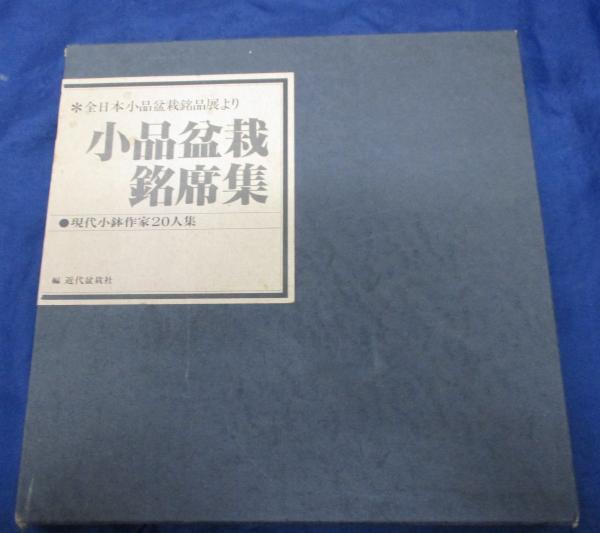 ＊全日本小品盆栽銘品展より
小品盆栽
銘席集
●現代小鉢作家20人集
編 近代盆栽社